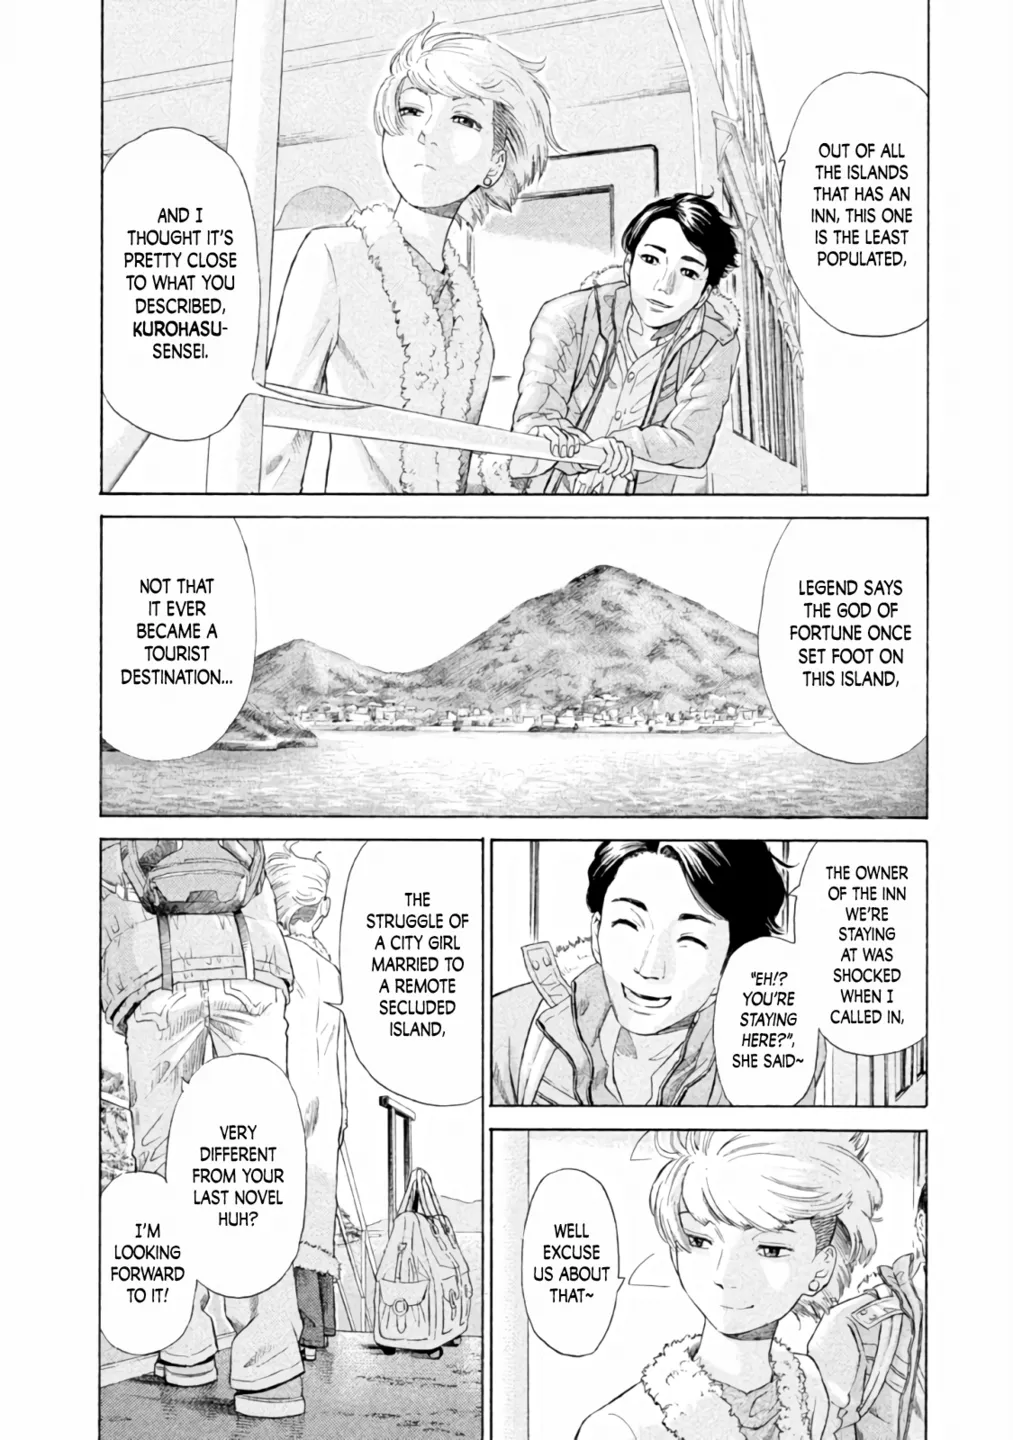 OUT OF ALL
THE ISLANDS
THAT HAS AN
INN, THIS ONE
IS THE LEAST
POPULATED,
AND I
THOUGHT IT'S
PRETTY CLOSE
TO WHAT YOU
DESCRIBED,
KUROHASU-
SENSEI.
LEGEND SAYS
THE GOD OF
FORTUNE ONCE
SET FOOT ON
THIS ISLAND,
NOT THAT
IT EVER
BECAME A
TOURIST
DESTINATION...
THE OWNER
OF THE INN
WE'RE
STAYING
AT WAS
SHOCKED
WHEN I
CALLED IN,
"EH!?
YOU'RE
STAYING
HERE?",
SHE SAID~
WELL
EXCUSE
US ABOUT
THAT~
THE
STRUGGLE OF
A CITY GIRL
MARRIED TO
A REMOTE
SECLUDED
ISLAND,
VERY
DIFFERENT
FROM YOUR
LAST NOVEL
HUH?
I'M
LOOKING
FORWARD
TO IT!